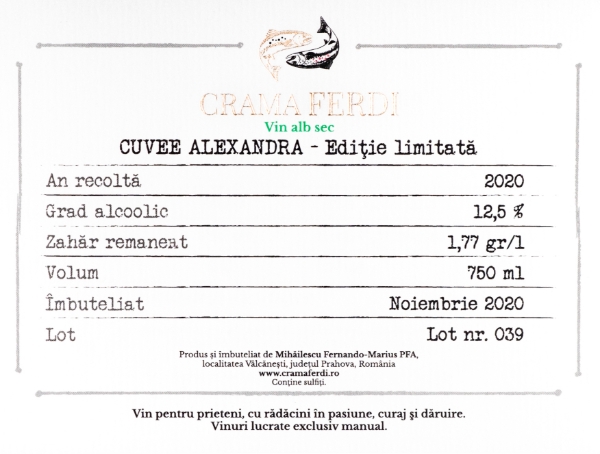 CRAMA FERDI
Vin alb sec
CUVEE ALEXANDRA - Ediţie limitată
An recoltă 2020
Grad alcoolic 12,5 %
Zahăr remanent 1,77 gr/l
Volum 750 ml
Îmbuteliat Noiembrie 2020
Lot Lot nr. 039
Produs și îmbuteliat de Mihăilescu Fernando-Marius PFA,
localitatea Vâlcănești, județul Prahova, România
www.cramaferdi.ro
Conține sulfiți.
Vin pentru prieteni, cu rădăcini în pasiune, curaj şi dăruire.
Vinuri lucrate exclusiv manual.